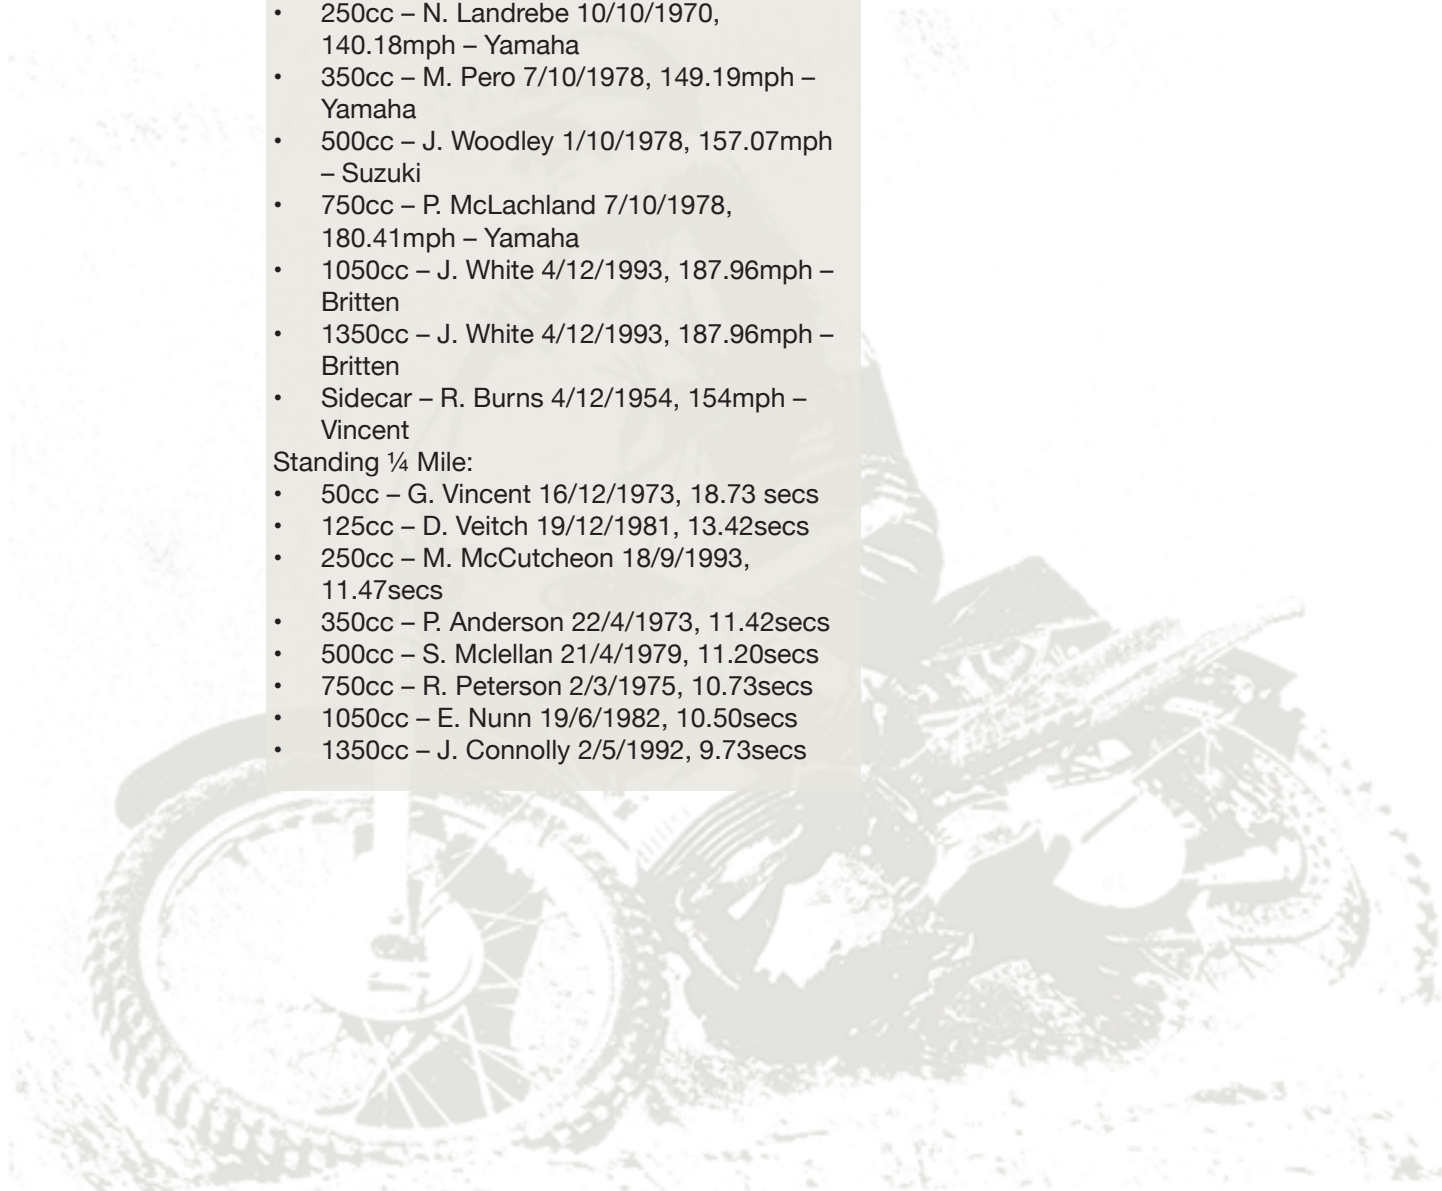 • 250cc – N. Landrebe 10/10/1970,
140.18mph – Yamaha
• 350cc – M. Pero 7/10/1978, 149.19mph –
Yamaha
• 500cc – J. Woodley 1/10/1978, 157.07mph
– Suzuki
• 750cc – P. McLachland 7/10/1978,
180.41mph – Yamaha
• 1050cc – J. White 4/12/1993, 187.96mph –
Britten
• 1350cc – J. White 4/12/1993, 187.96mph –
Britten
• Sidecar – R. Burns 4/12/1954, 154mph –
Vincent
Standing ¼ Mile:
• 50cc – G. Vincent 16/12/1973, 18.73 secs
• 125cc – D. Veitch 19/12/1981, 13.42secs
• 250cc – M. McCutcheon 18/9/1993,
11.47secs
• 350cc – P. Anderson 22/4/1973, 11.42secs
• 500cc – S. Mclellan 21/4/1979, 11.20secs
• 750cc – R. Peterson 2/3/1975, 10.73secs
• 1050cc – E. Nunn 19/6/1982, 10.50secs
• 1350cc – J. Connolly 2/5/1992, 9.73secs